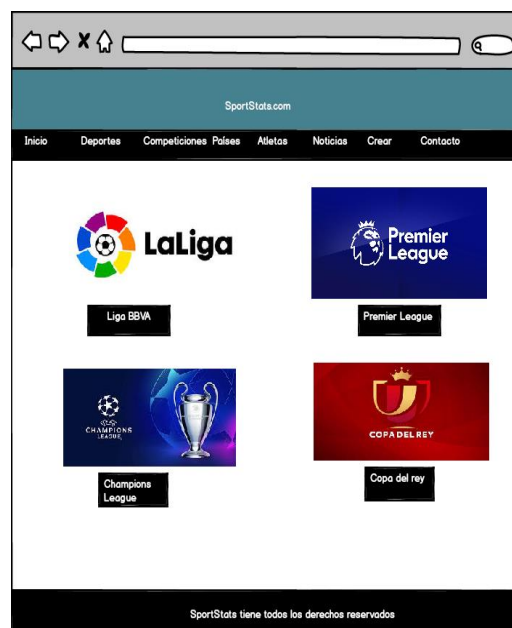 SportStats.com
Inicio Deportes Competiciones Países Atletas Noticias Crear Contacto
LaLiga
Premier
League
Liga BBVA
Premier League
CHAMPIONS
LEAGUE
COPA DEL REY
Champions
League
Copa del rey
SportStats tiene todos los derechos reservados